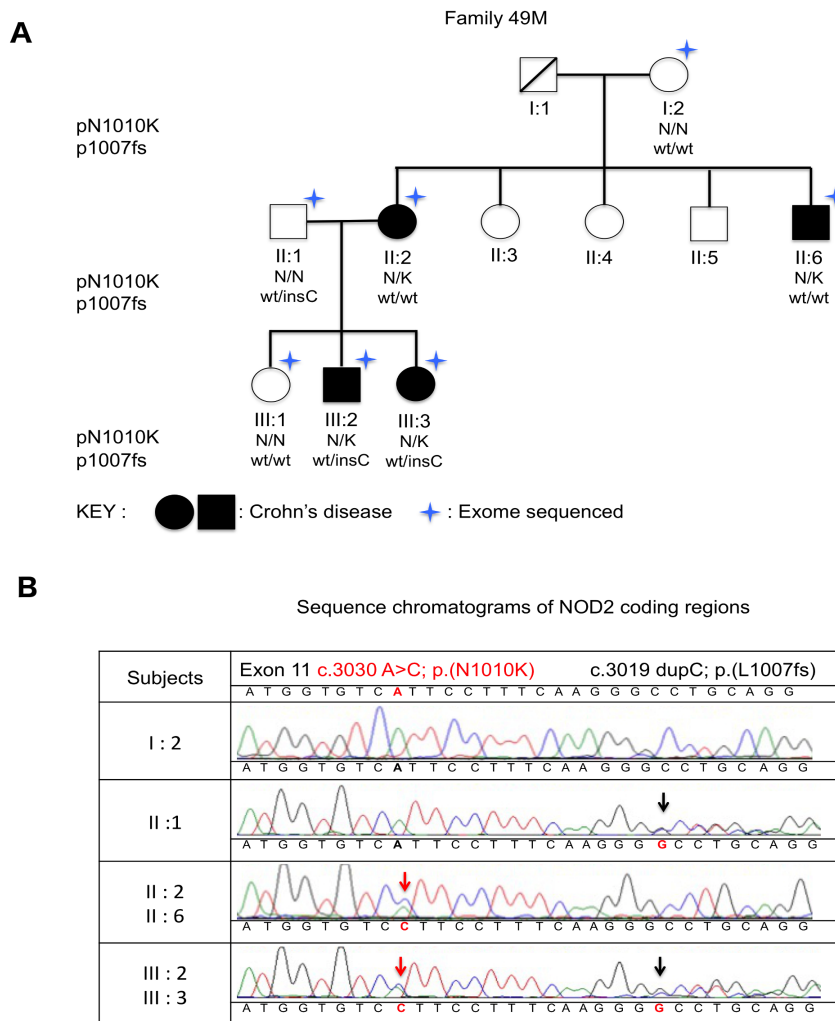 A
Family 49M
I:1
I:2
N/N
wt/wt
pN1010K
p1007fs
II:1
N/N
wt/insC
II:2
N/K
wt/wt
II:3
II:4
II:5
II:6
N/K
wt/wt
pN1010K
p1007fs
III:1
N/N
wt/wt
III:2
N/K
wt/insC
III:3
N/K
wt/insC
pN1010K
p1007fs
KEY : : Crohn's disease : Exome sequenced
B
Sequence chromatograms of NOD2 coding regions
Subjects
Exon 11 c.3030 A>C; p.(N1010K) c.3019 dupC; p.(L1007fs)
A T G G T G T C A T T C C T T T C A A G G G C C T G C A G G
I : 2
A T G G T G T C A T T C C T T T C A A G G G C C T G C A G G
II :1
A T G G T G T C A T T C C T T T C A A G G G G C C T G C A G G
II : 2
II : 6
A T G G T G T C C T T C C T T T C A A G G G C C T G C A G G
III : 2
III : 3
A T G G T G T C C T T C C T T T C A A G G G G C C T G C A G G